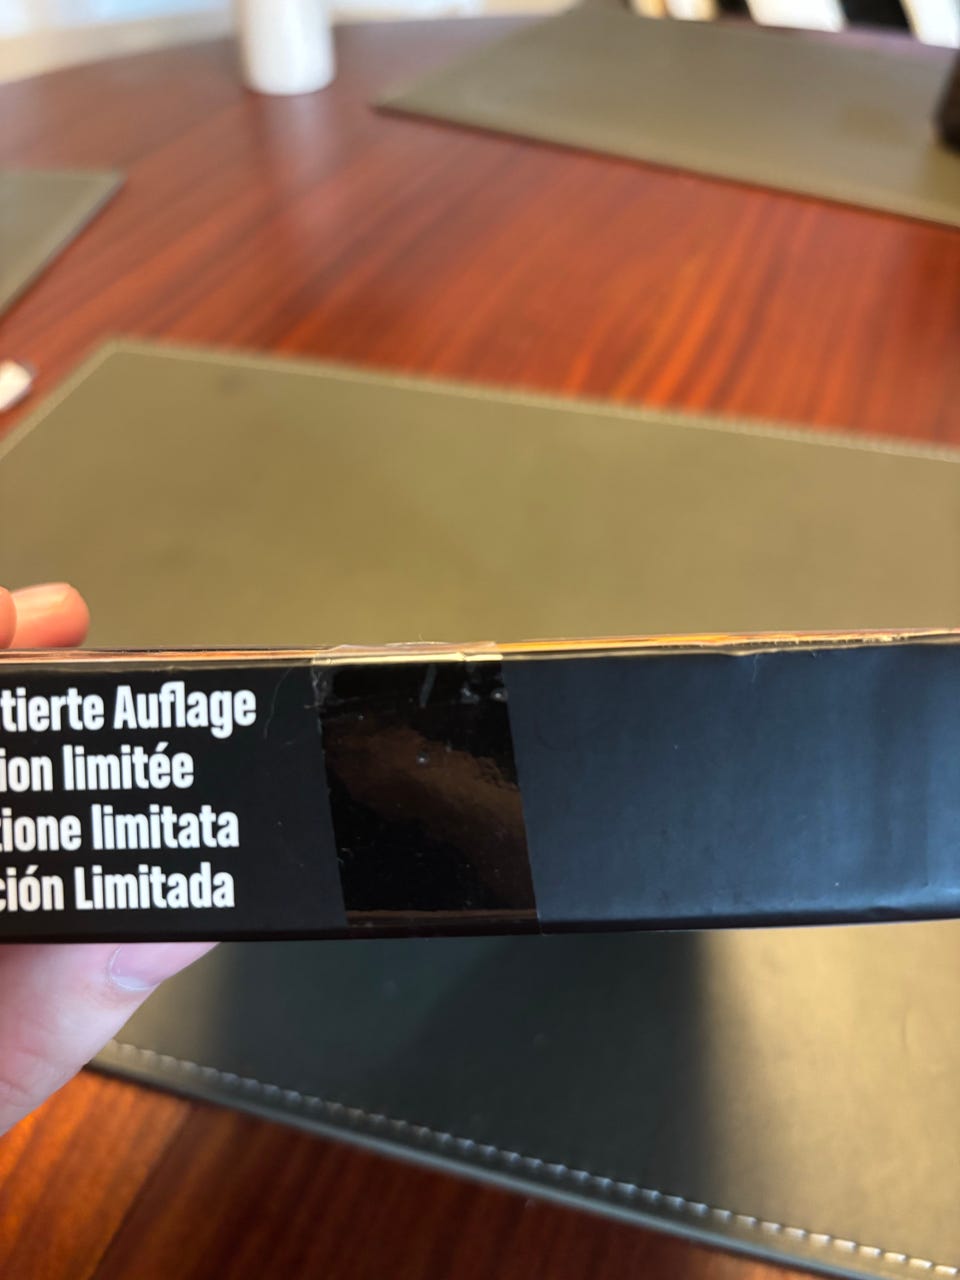 tierte Auflage
ion limitée
zione limitata
ción Limitada